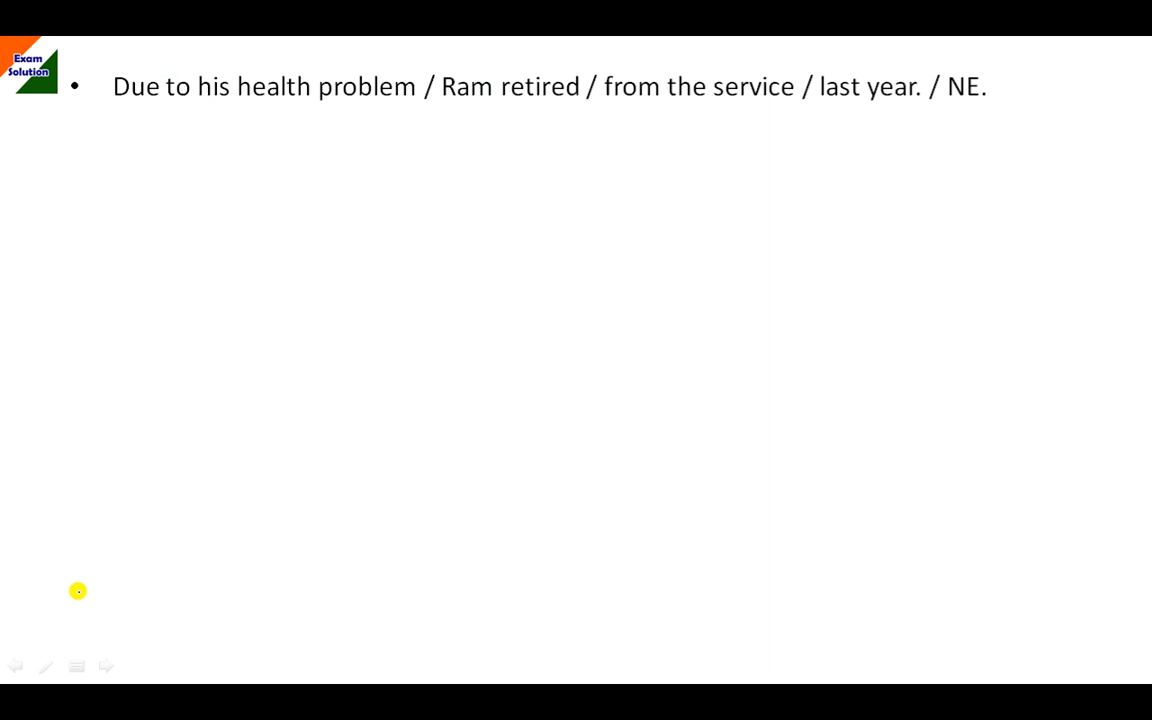 Exam
Solution
• Due to his health problem / Ram retired / from the service / last year. / NE.